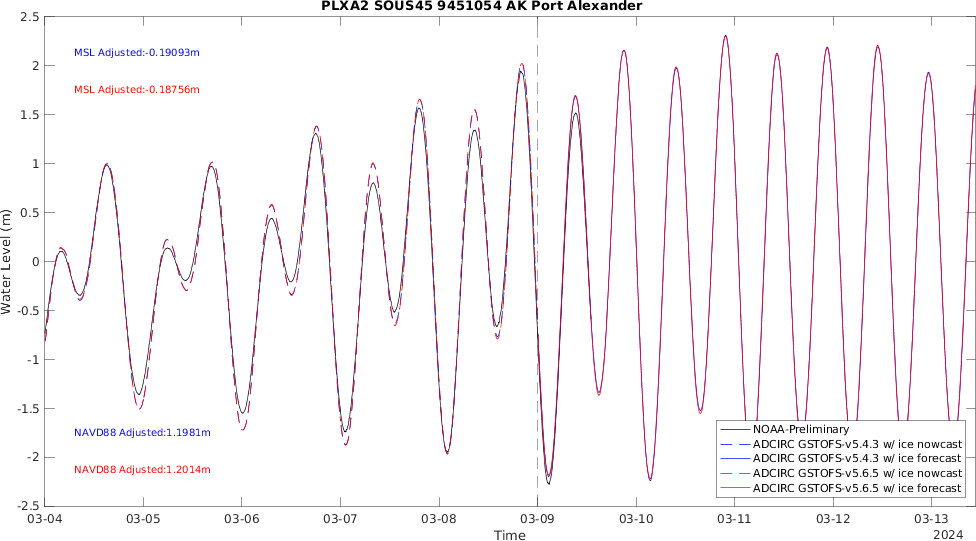 PLXA2 SOUS45 9451054 AK Port Alexander
2.5
2
1.5
1
0.5
0
-0.5
-1
-1.5
-2
-2.5
Water Level (m)
MSL Adjusted:-0.19093m
MSL Adjusted:-0.18756m
NAVD88 Adjusted:1.1981m
NAVD88 Adjusted:1.2014m
NOAA-Preliminary
ADCIRC GSTOFS-v5.4.3 w/ ice nowcast
ADCIRC GSTOFS-v5.4.3 w/ ice forecast
ADCIRC GSTOFS-v5.6.5 w/ ice nowcast
ADCIRC GSTOFS-v5.6.5 w/ ice forecast
03-04 03-05 03-06 03-07 03-08 03-09 03-10 03-11 03-12 03-13
Time
2024